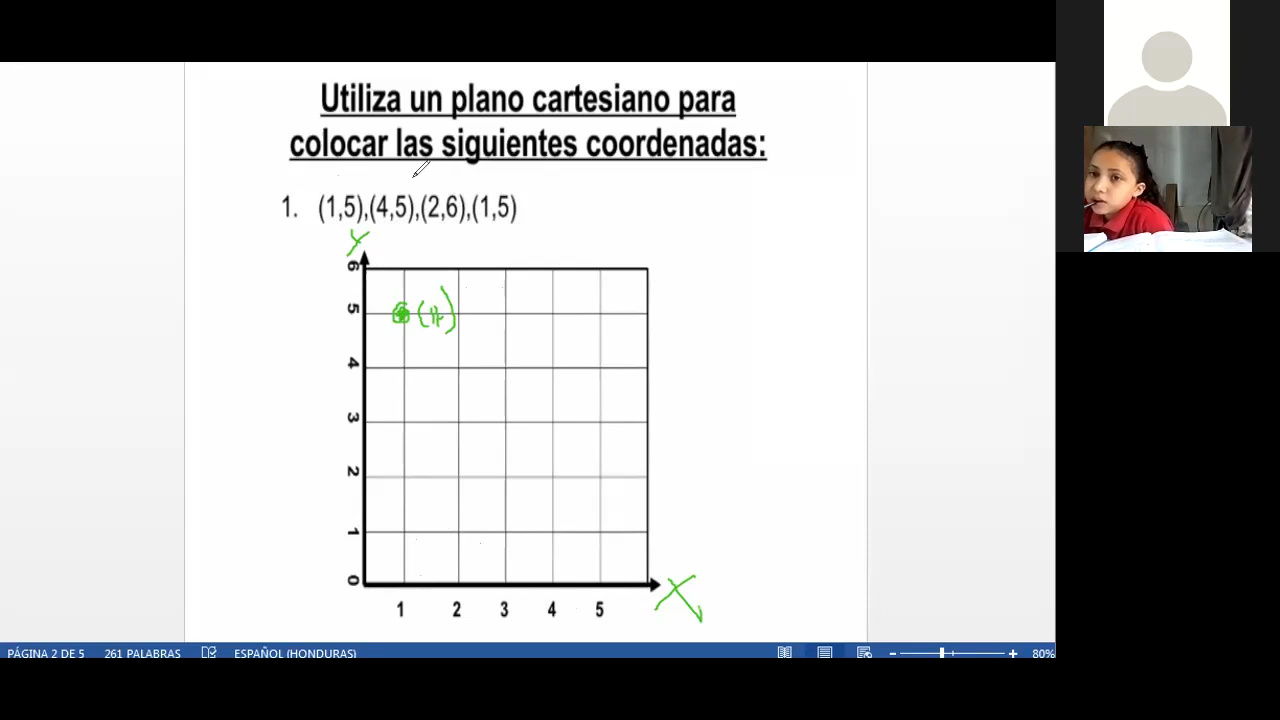 Utiliza un plano cartesiano para
colocar las siguientes coordenadas:
1. (1,5),(4,5),(2,6),(1,5)
Y
6
5
4
3
2
1
0
1 2 3 4 5
X
PÁGINA 2 DE 5 261 PALABRAS ESPAÑOL (HONDURAS) 80%